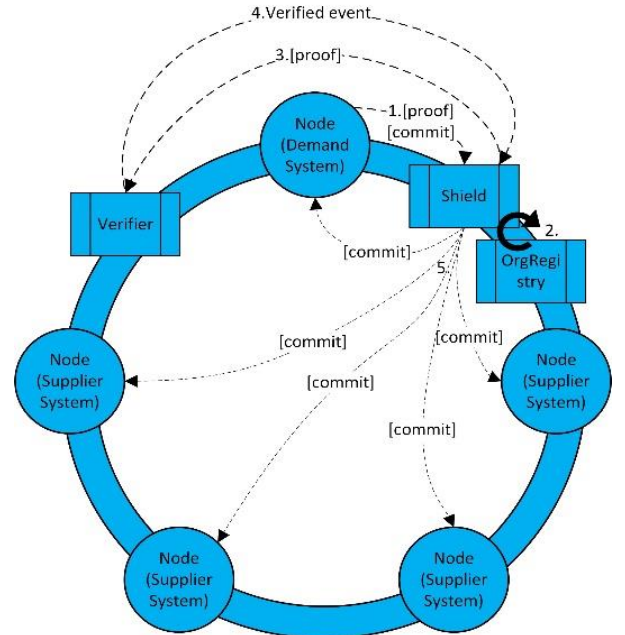 4.Verified event
3.[proof]
1.[proof]
[commit]
Node
(Demand
System)
Shield
Verifier
2.
OrgRegi
stry
[commit]
5.
[commit]
[commit]
[commit]
[commit]
Node
(Supplier
System)
Node
(Supplier
System)
Node
(Supplier
System)
Node
(Supplier
System)